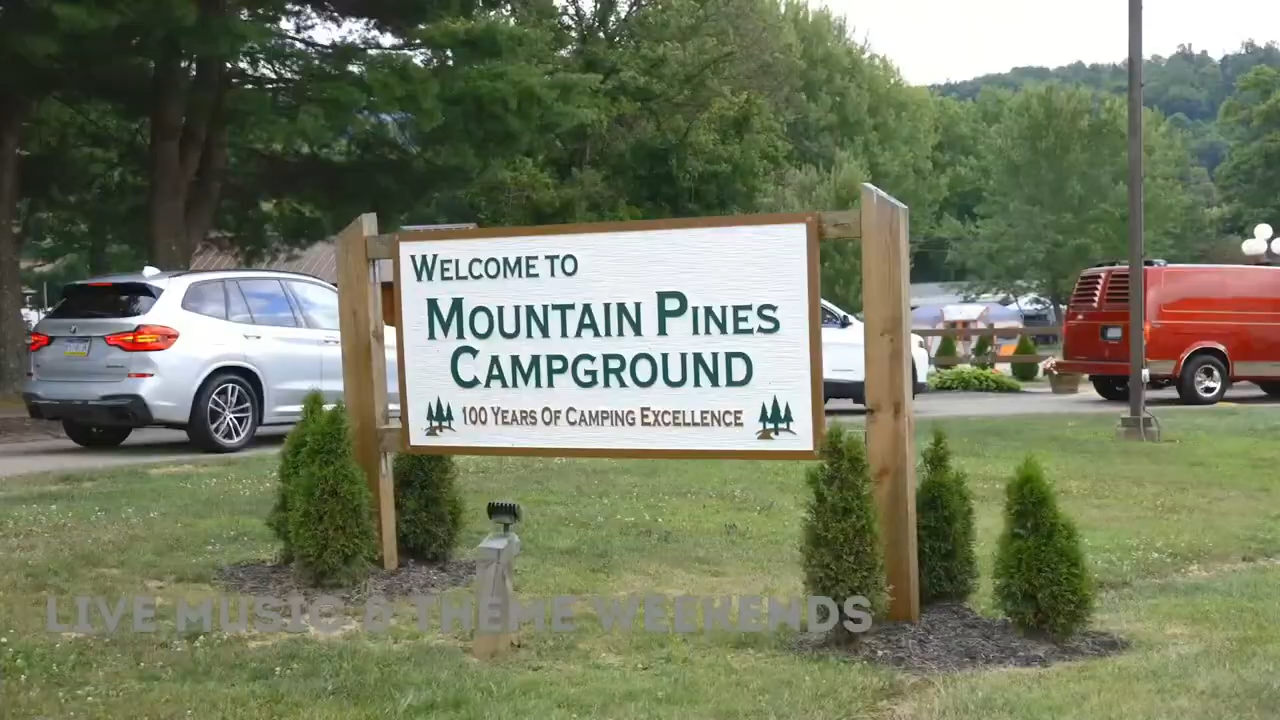 WELCOME TO
MOUNTAIN PINES
CAMPGROUND
100 YEARS OF CAMPING EXCELLENCE
LIVE MUSIC & THEME WEEKENDS